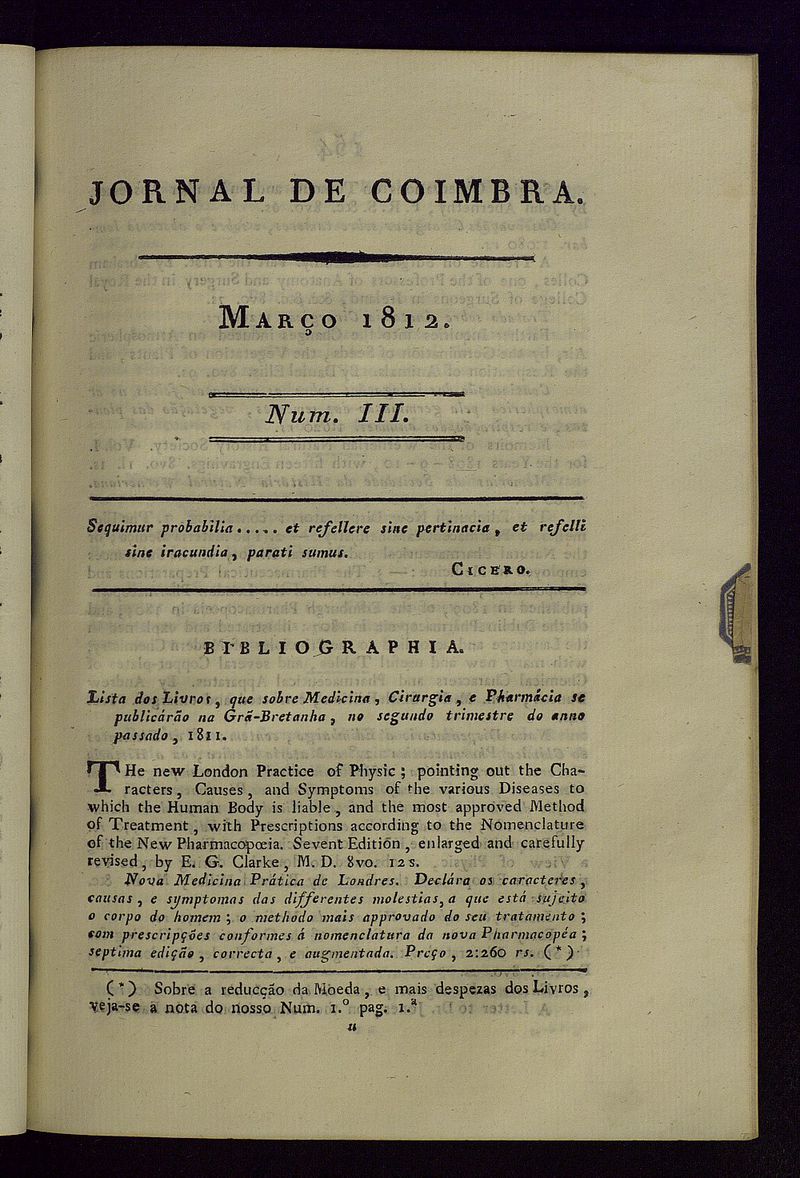 JORNAL DE COIMBRA.
MARÇO 1812.
Num. III.
Sequimur probabilia..... et refellere sine pertinacia, et refelli
sine iracundia, parati sumus.
CICERO.
BIBLIOGRAPHIA.
Lista dos Livros, que sobre Medicina, Cirurgia, e Pharmácia se
publicárão na Grã-Bretanha, no segundo trimestre do anno
passado, 1811.
THe new London Practice of Physic; pointing out the Cha-
racters, Causes, and Symptoms of the various Diseases to
which the Human Body is liable, and the most approved Method
of Treatment, with Prescriptions according to the Nomenclature
of the New Pharmacopœia. Sevent Edition, enlarged and carefully
revised, by E. G. Clarke, M. D. 8vo. 12s.
Nova Medicina Prática de Londres. Declára os caracteres,
causas, e symptomas das differentes molestias, a que está sujeito
o corpo do homem; o methodo mais approvado do seu tratamento;
com prescripções conformes á nomenclatura da nova Pharmacopéa;
septima edição, correcta, e augmentada. Preço, 2:260 rs. (*)
(*) Sobre a reducção da Moeda, e mais despezas dos Livros,
veja-se a nota do nosso Num. 1.º pag. 1.ª
u